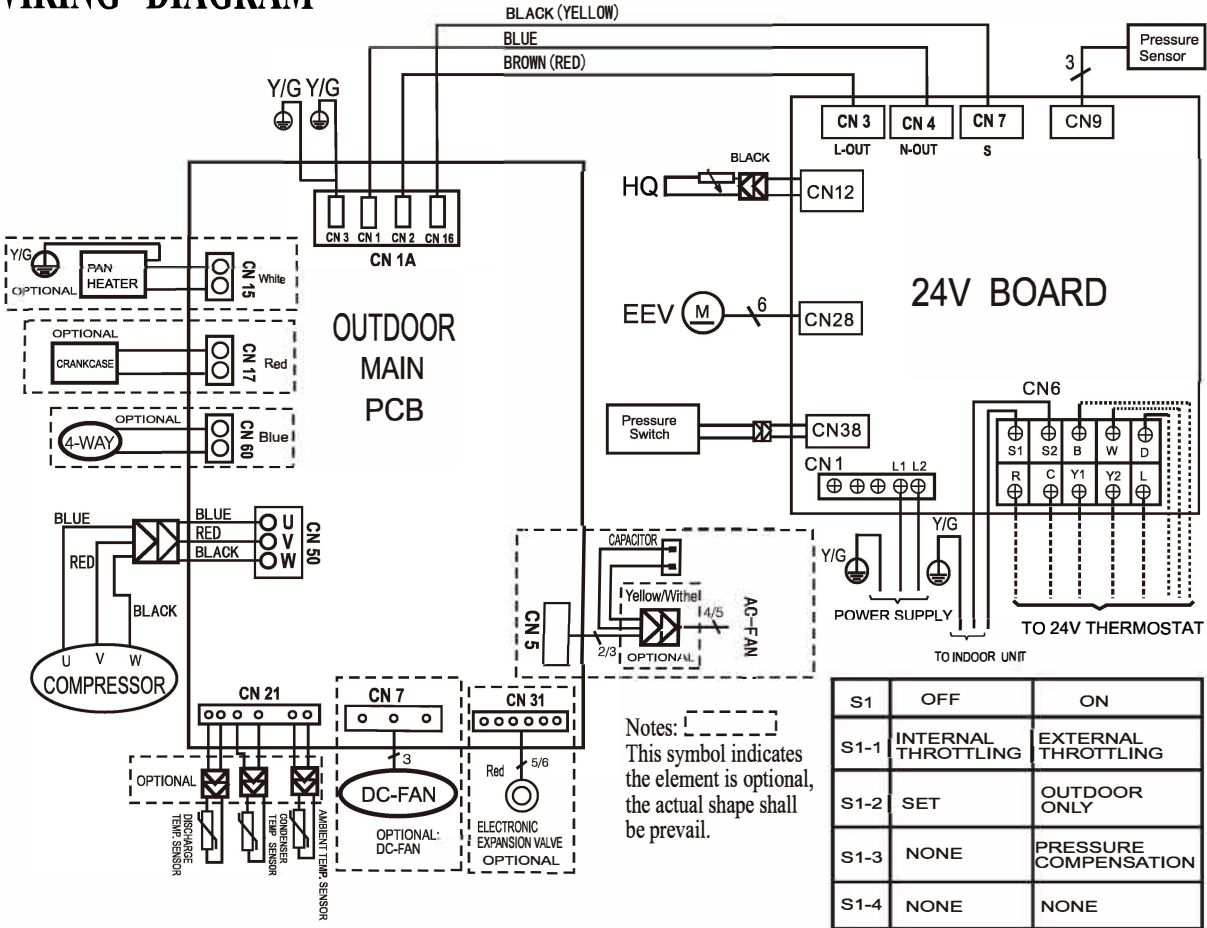 WIRING DIAGRAM
BLACK (YELLOW)
BLUE
BROWN (RED)
Y/G Y/G
Pressure
Sensor
3
CN 3
CN 4
CN 7
CN9
L-OUT
N-OUT
S
BLACK
HQ
CN12
CN 3
CN 1
CN 2
CN 16
CN 1A
Y/G
PAN
HEATER
OPTIONAL
CN 15
White
OPTIONAL
CRANKCASE
CN 17
Red
OPTIONAL
4-WAY
CN 60
Blue
OUTDOOR
MAIN
PCB
24V BOARD
EEV
M
6
CN28
Pressure
Switch
CN38
CN 1
L1 L2
CN6
S1
S2
B
W
D
R
C
Y1
Y2
L
Y/G
Y/G
POWER SUPPLY
TO INDOOR UNIT
TO 24V THERMOSTAT
BLUE
RED
BLACK
BLUE
RED
BLACK
U
V
W
CN 50
U
V
W
COMPRESSOR
CAPACITOR
Yellow/Withel
4/5
AC-FAN
CN 5
2/3
OPTIONAL
CN 21
OPTIONAL
DISCHARGE
TEMP. SENSOR
CONDENSER
TEMP SENSOR
AMBIENT TEMP. SENSOR
CN 7
3
DC-FAN
OPTIONAL:
DC-FAN
CN 31
Red
5/6
ELECTRONIC
EXPANSION VALVE
OPTIONAL
Notes:
This symbol indicates
the element is optional,
the actual shape shall
be prevail.
S1 OFF ON
S1-1 INTERNAL THROTTLING EXTERNAL THROTTLING
S1-2 SET OUTDOOR ONLY
S1-3 NONE PRESSURE COMPENSATION
S1-4 NONE NONE